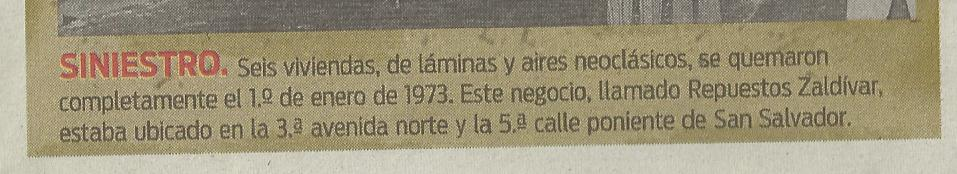 SINIESTRO. Seis viviendas, de láminas y aires neoclásicos, se quemaron
completamente el 1.º de enero de 1973. Este negocio, llamado Repuestos Zaldívar,
estaba ubicado en la 3.ª avenida norte y la 5.ª calle poniente de San Salvador.